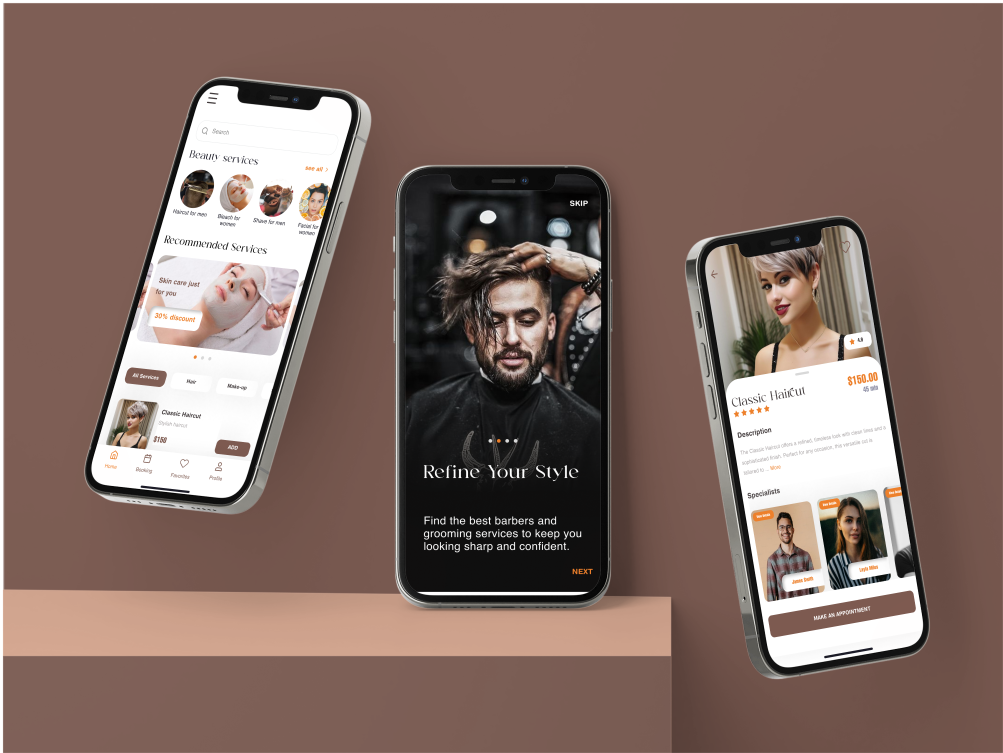 Search
Beauty services
see all
Haircut for men
Bleach for
women
Shave for men
Facial for
women
Recommended Services
Skin care just
for you
30% discount
All Services
Hair
Make-up
Classic Haircut
Stylish haircut
$150
ADD
Home
Booking
Favorites
Profile
SKIP
Refine Your Style
Find the best barbers and
grooming services to keep you
looking sharp and confident.
NEXT
4.8
Classic Haircut
$150.00
45 min
Description
The Classic Haircut offers a refined, timeless look with clean lines and a
sophisticated finish. Perfect for any occasion, this versatile cut is
tailored to ... More.
Specialists
James Smith
Layla Miller
MAKE AN APPOINTMENT